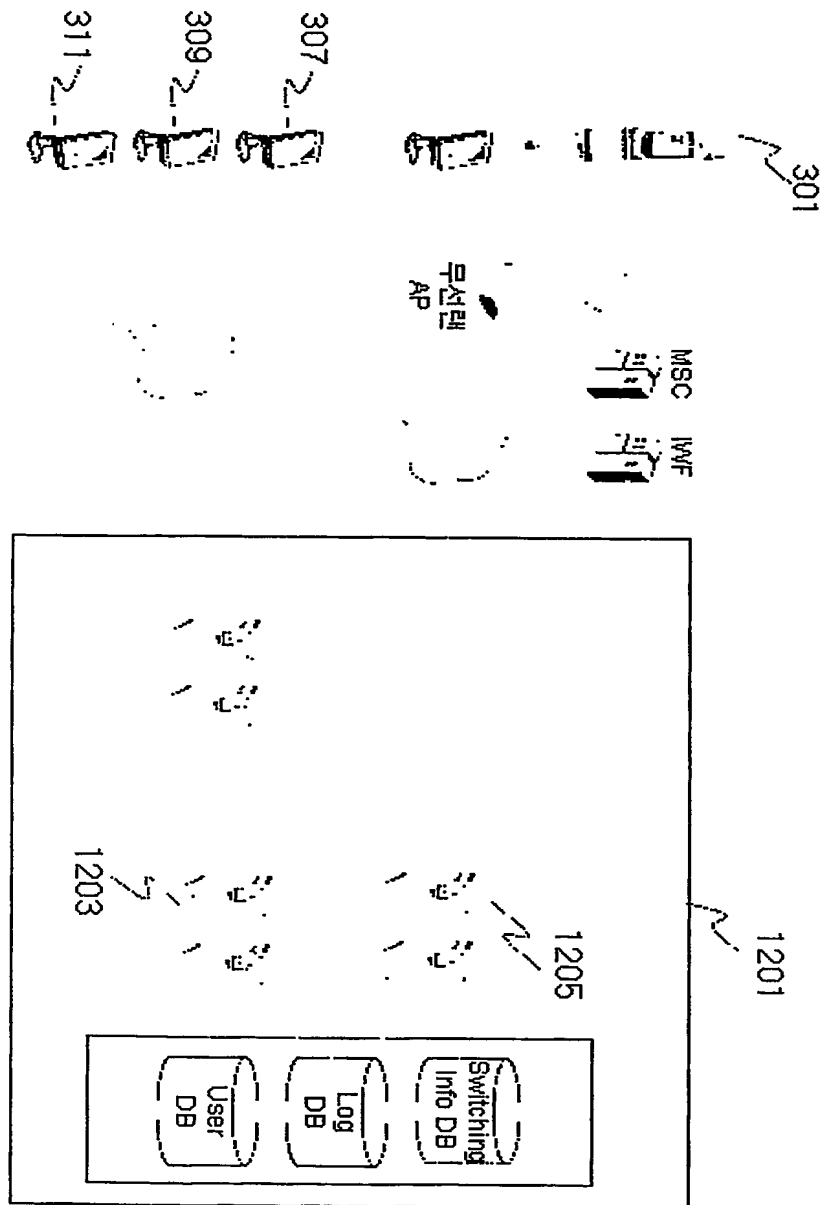 301
307
309
311
무선랜
AP
MSC
IWF
1201
1203
1205
Switching
Info DB
Log
DB
User
DB